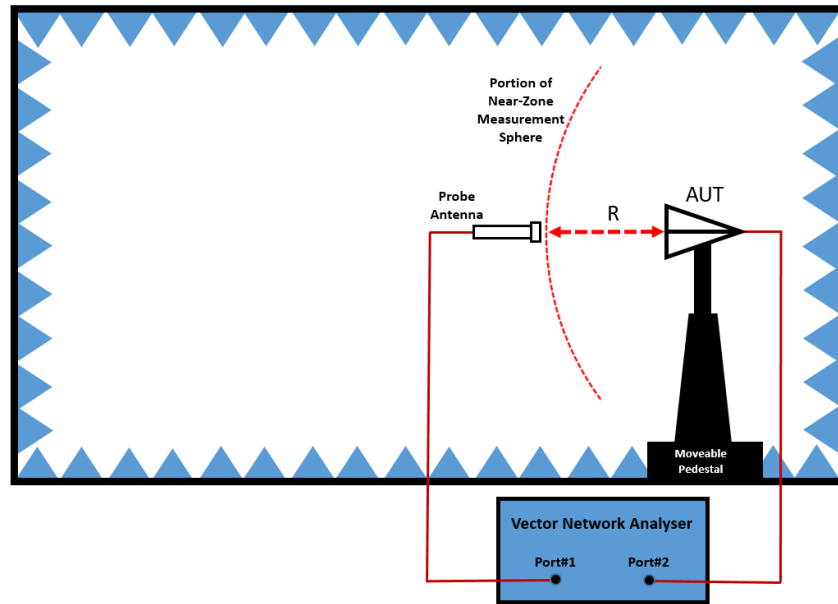 Portion of
Near-Zone
Measurement
Sphere
Probe
Antenna
R
AUT
Moveable
Pedestal
Vector Network Analyser
Port#1
Port#2